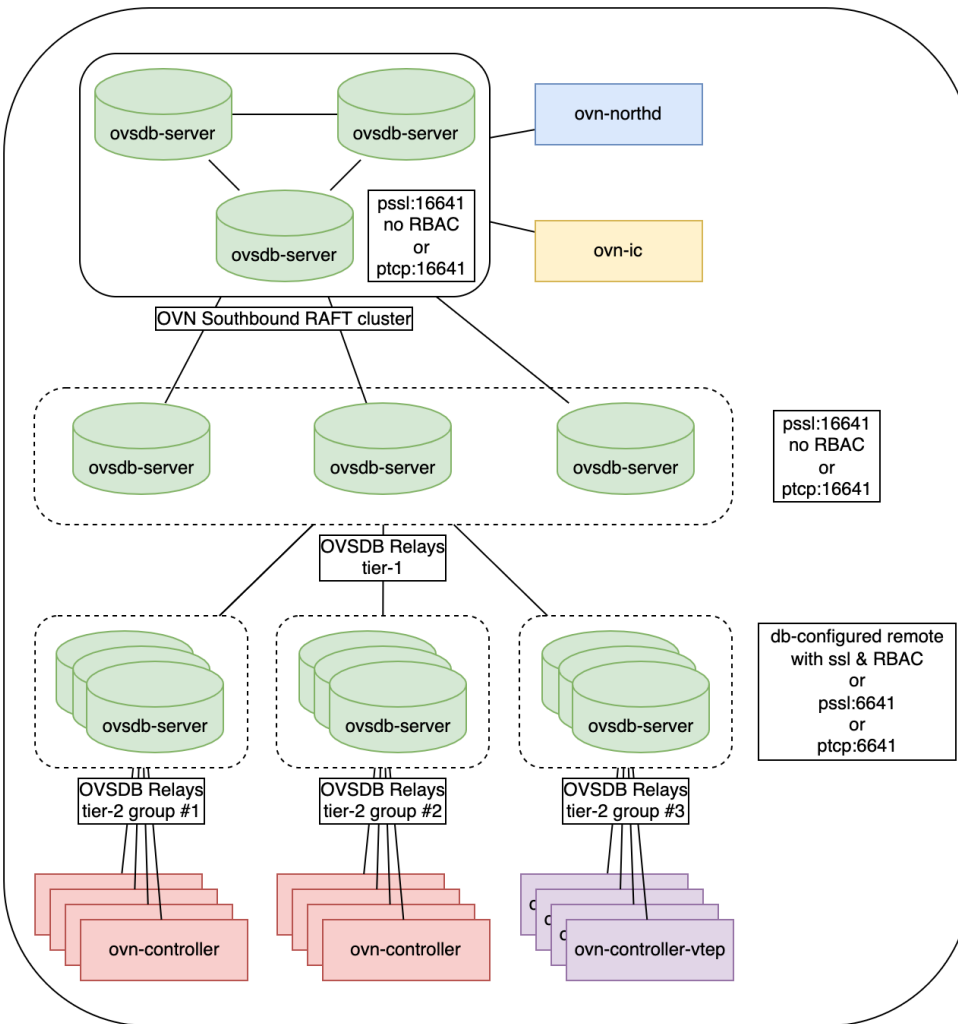 ovsdb-server
ovsdb-server
ovn-northd
ovsdb-server
pssl:16641
no RBAC
or
ptcp:16641
ovn-ic
OVN Southbound RAFT cluster
ovsdb-server
ovsdb-server
ovsdb-server
pssl:16641
no RBAC
or
ptcp:16641
OVSDB Relays
tier-1
ovsdb-server
ovsdb-server
ovsdb-server
db-configured remote
with ssl & RBAC
or
pssl:6641
or
ptcp:6641
OVSDB Relays
tier-2 group #1
OVSDB Relays
tier-2 group #2
OVSDB Relays
tier-2 group #3
ovn-controller
ovn-controller
ovn-controller-vtep